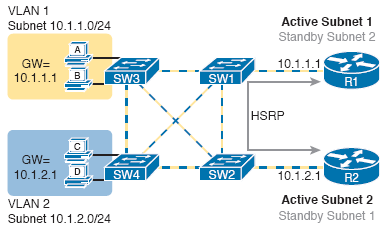 VLAN 1
Subnet 10.1.1.0/24
GW=
10.1.1.1
A
B
SW3
SW1
10.1.1.1
Active Subnet 1
Standby Subnet 2
R1
HSRP
GW=
10.1.2.1
C
D
SW4
SW2
10.1.2.1
R2
Active Subnet 2
Standby Subnet 1
VLAN 2
Subnet 10.1.2.0/24